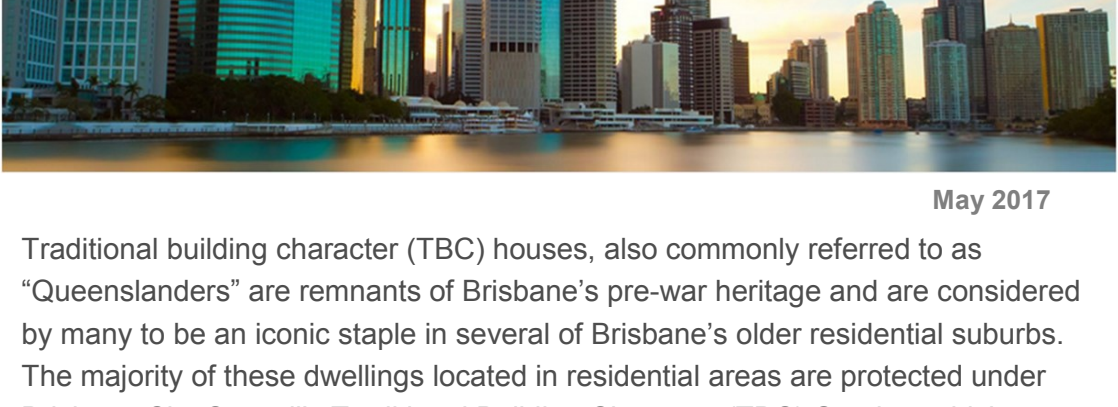 May 2017
Traditional building character (TBC) houses, also commonly referred to as
“Queenslanders” are remnants of Brisbane’s pre-war heritage and are considered
by many to be an iconic staple in several of Brisbane’s older residential suburbs.
The majority of these dwellings located in residential areas are protected under